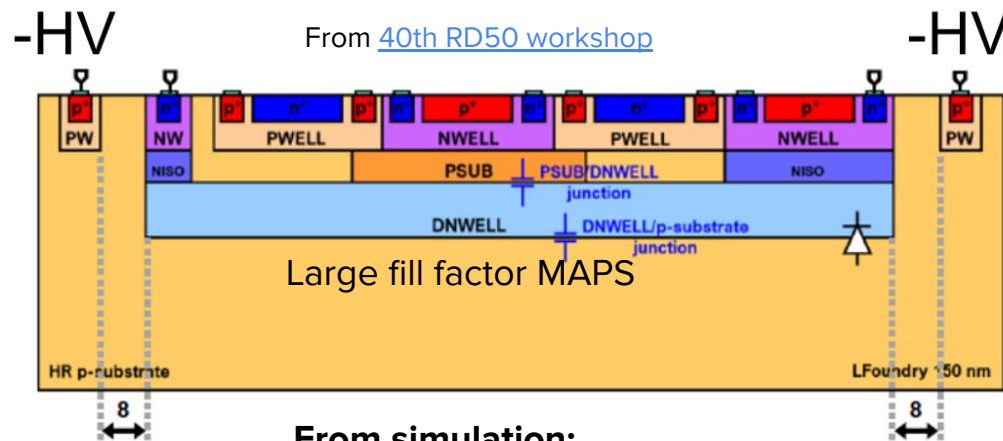 -HV
From 40th RD50 workshop
-HV
p+ n+ p+ n+ p+ n+ p+ n+ p+ n+ p+ n+ p+ n+ p+
PW NW PWELL NWELL PWELL NWELL PW
NISO PSUB PSUB/DNWELL NISO
junction
DNWELL DNWELL/p-substrate
junction
Large fill factor MAPS
HR p-substrate LFoundry 150 nm
8 8
From simulation: